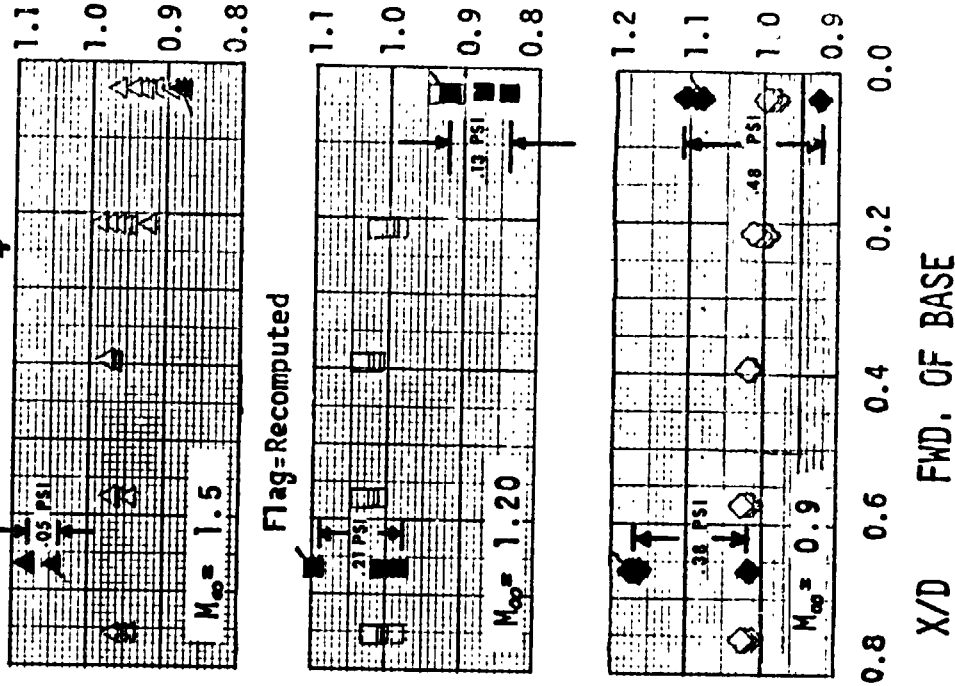 1.1
1.0
0.9
0.8
.05 PSI
M∞= 1.5
Flag=Recomputed
1.1
1.0
0.9
0.8
.21 PSI
.13 PSI
M∞= 1.20
1.2
1.1
1.0
0.9
.38 PSI
.48 PSI
M∞= 0.9
0.8
0.6
0.4
0.2
0.0
X/D FWD. OF BASE